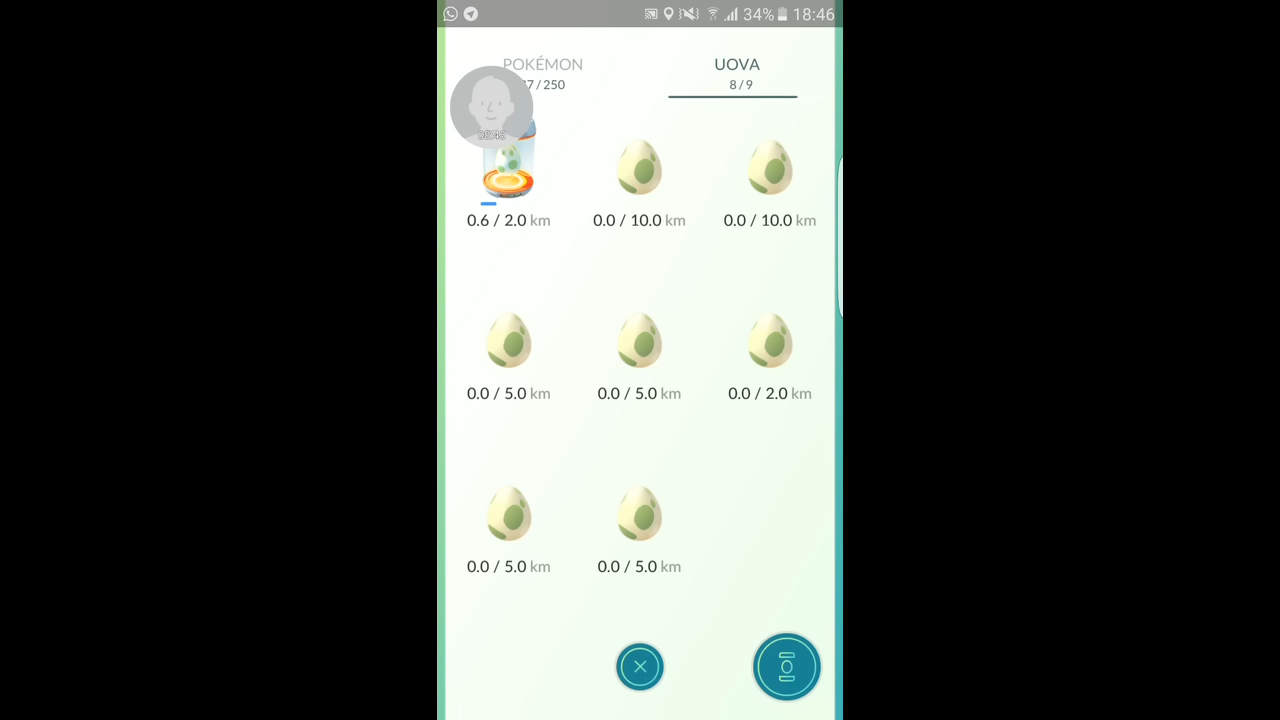 34% 18:46
POKÉMON UOVA
/ 250 8 / 9
0.6 / 2.0 km 0.0 / 10.0 km 0.0 / 10.0 km
0.0 / 5.0 km 0.0 / 5.0 km 0.0 / 2.0 km
0.0 / 5.0 km 0.0 / 5.0 km